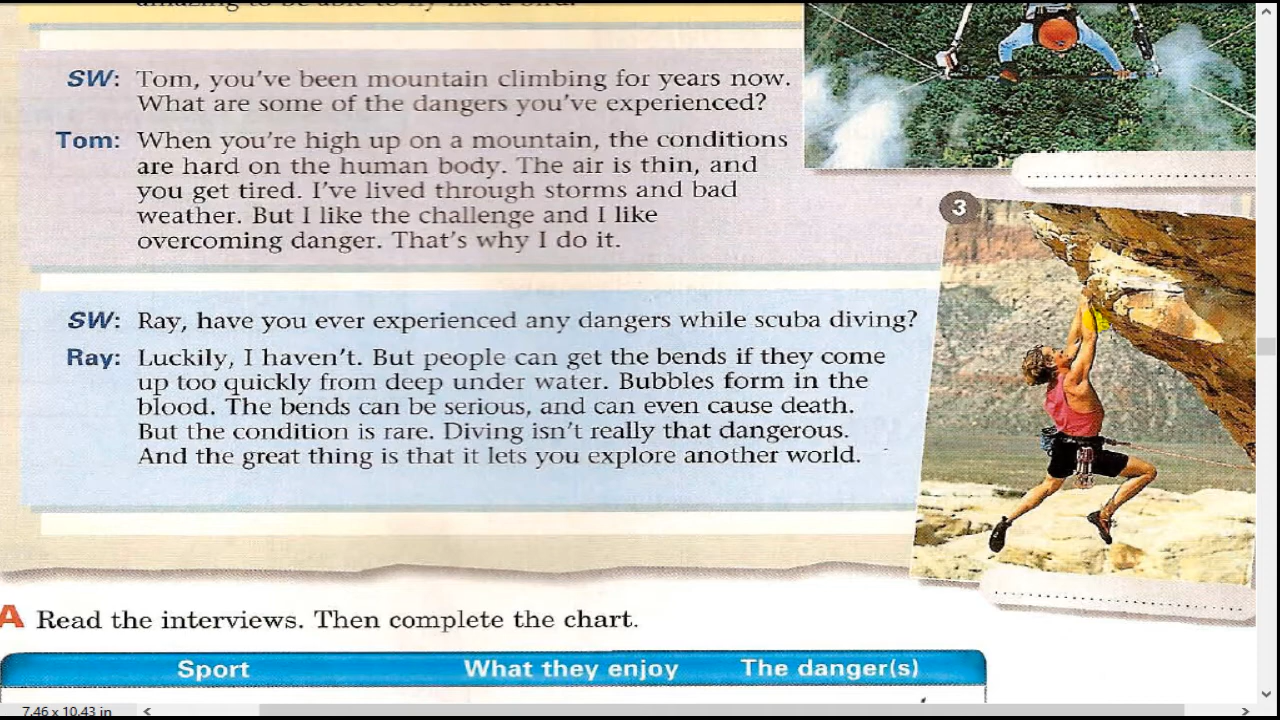 SW: Tom, you've been mountain climbing for years now.
What are some of the dangers you've experienced?
Tom: When you're high up on a mountain, the conditions
are hard on the human body. The air is thin, and
you get tired. I've lived through storms and bad
weather. But I like the challenge and I like
overcoming danger. That's why I do it.
3
SW: Ray, have you ever experienced any dangers while scuba diving?
Ray: Luckily, I haven't. But people can get the bends if they come
up too quickly from deep under water. Bubbles form in the
blood. The bends can be serious, and can even cause death.
But the condition is rare. Diving isn't really that dangerous.
And the great thing is that it lets you explore another world.
A Read the interviews. Then complete the chart.
Sport What they enjoy The danger(s)
7.46 x 10.43 in